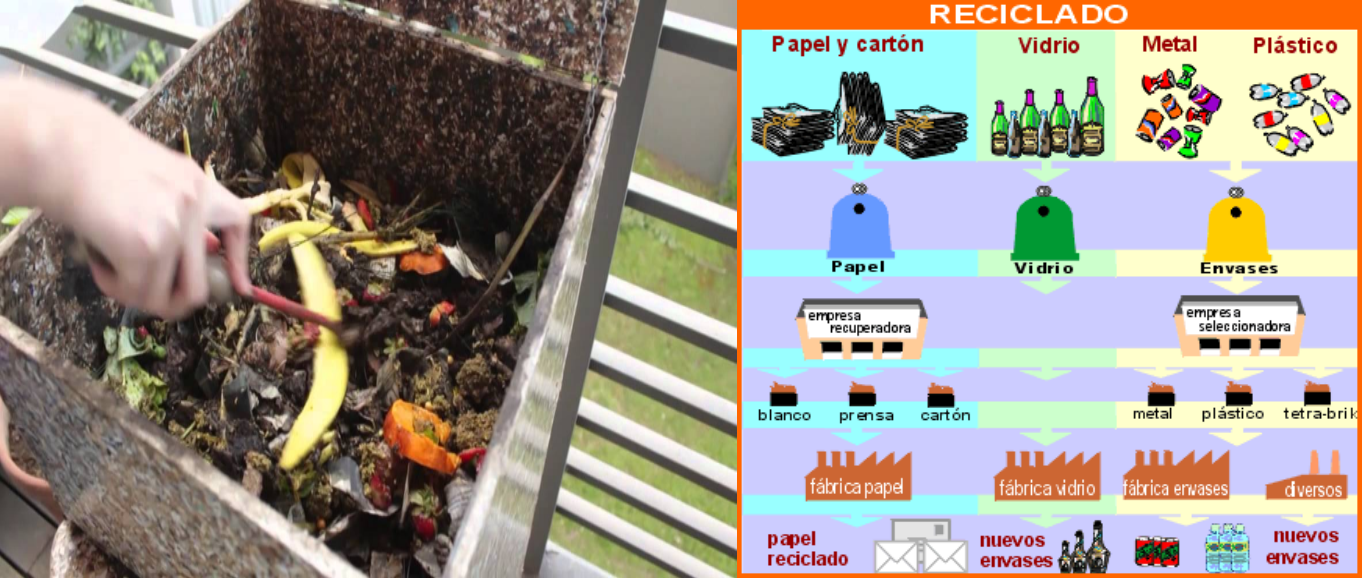 RECICLADO
Papel y cartón
Vidrio
Metal
Plástico
Papel
Vidrio
Envases
empresa
recuperadora
empresa
seleccionadora
blanco
prensa
cartón
metal
plástico
tetra-brik
fábrica papel
fábrica vidrio
fábrica envases
diversos
papel
reciclado
nuevos
envases
nuevos
envases